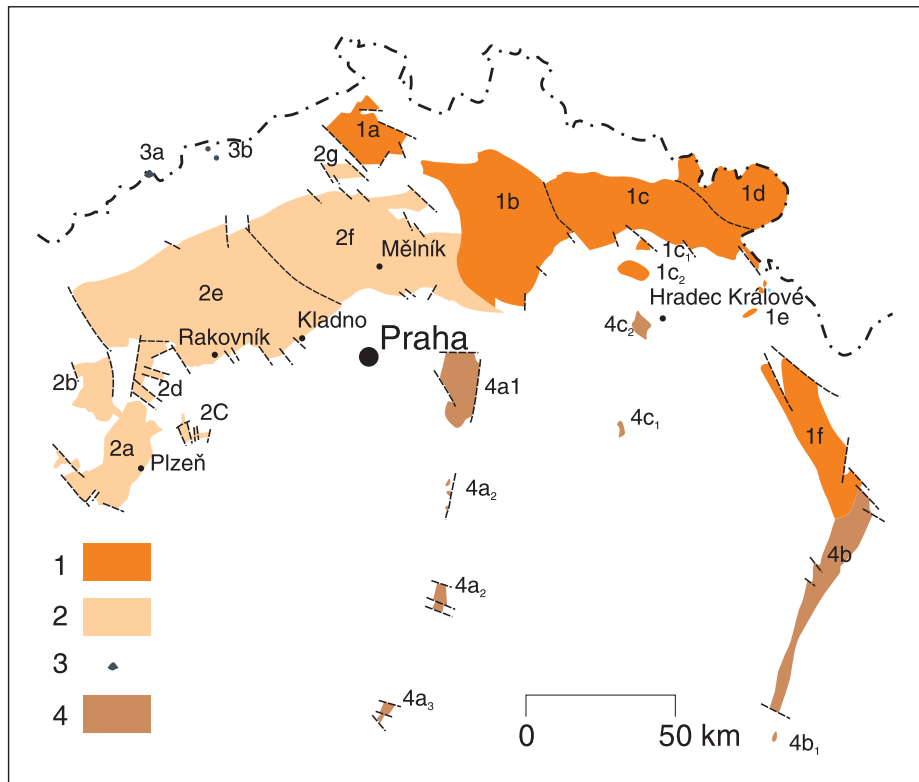 1a
3a
3b
2g
1b
1c
1d
2f
Mělník
1c₁
1c₂
2e
Hradec Králové
1e
Kladno
4c₂
Rakovník
Praha
2b
2d
4a1
2C
4c₁
1f
2a
Plzeň
4a₂
1
4b
2
4a₂
3
4
4a₃
0
50 km
4b₁